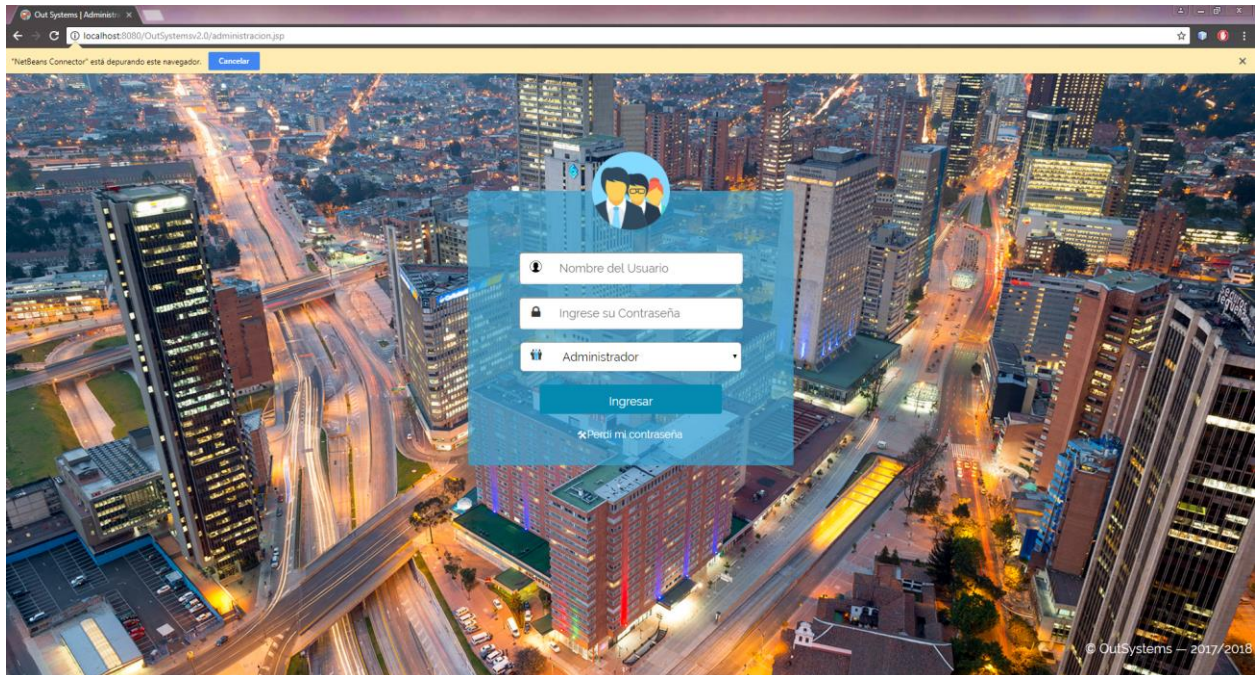 Out Systems | Administr
localhost:8080/OutSystemsv2.0/administracion.jsp
"NetBeans Connector" está depurando este navegador.
Cancelar
Nombre del Usuario
Ingrese su Contraseña
Administrador
Ingresar
Perdi mi contraseña
© OutSystems — 2017/2018